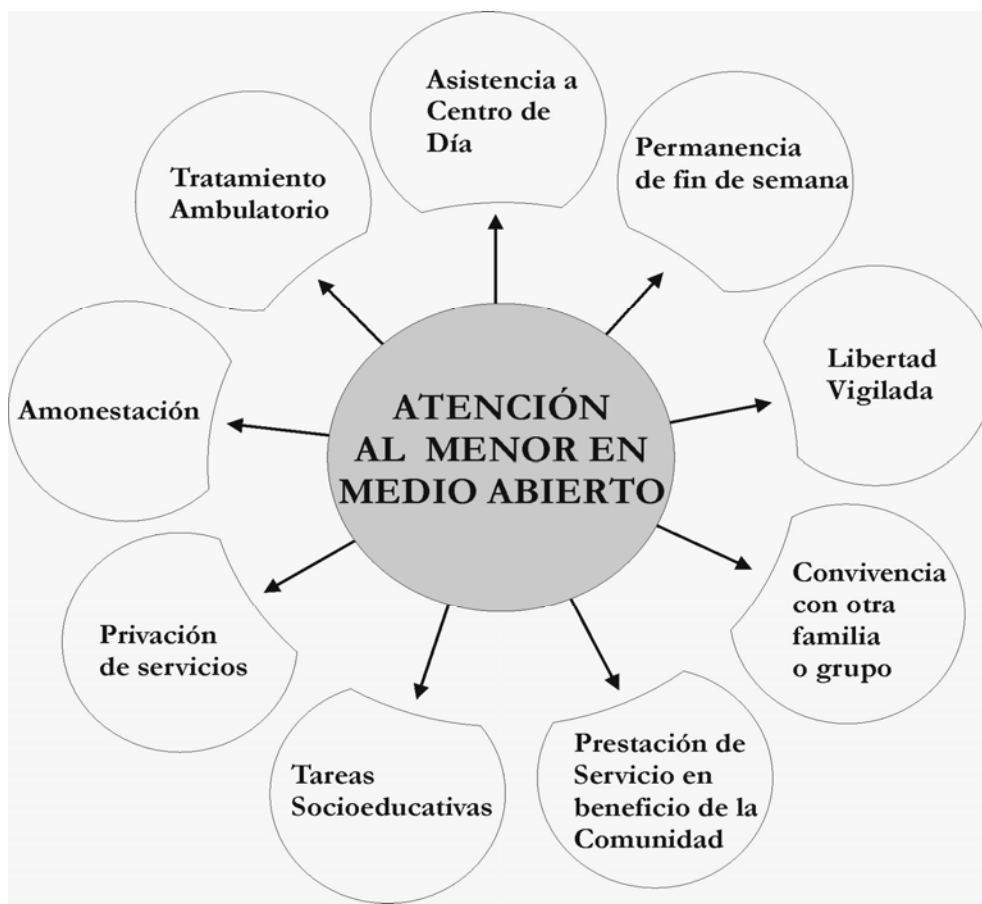 Asistencia a
Centro de
Día
Permanencia
de fin de semana
Tratamiento
Ambulatorio
Libertad
Vigilada
Amonestación
ATENCIÓN
AL MENOR EN
MEDIO ABIERTO
Convivencia
con otra
familia
o grupo
Privación
de servicios
Prestación de
Servicio en
beneficio de la
Comunidad
Tareas
Socioeducativas